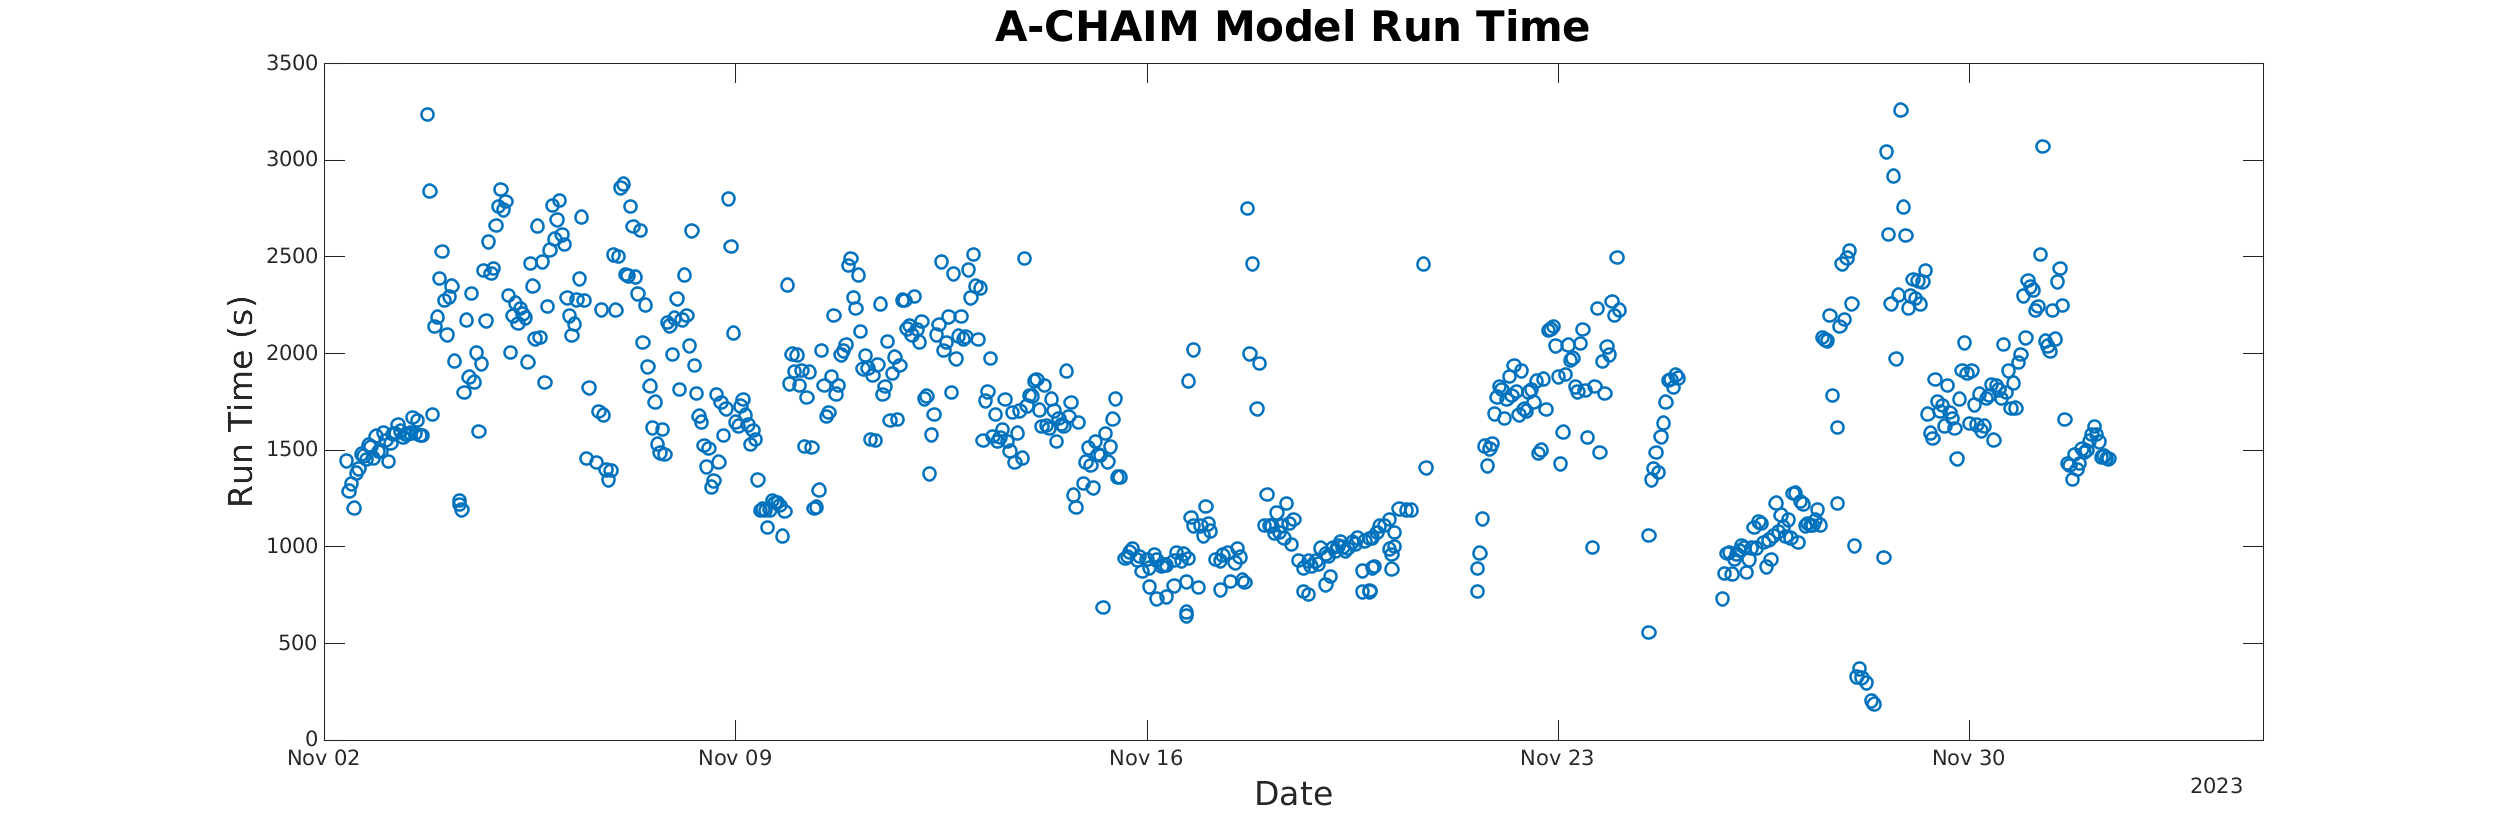 A-CHAIM Model Run Time
3500
3000
2500
2000
1500
1000
500
0
Run Time (s)
Nov 02
Nov 09
Nov 16
Nov 23
Nov 30
2023
Date